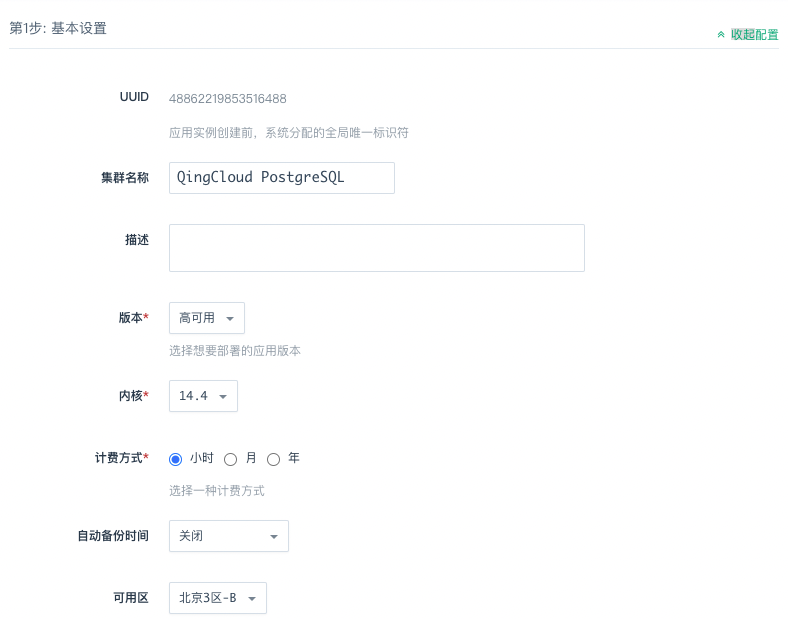 第1步: 基本设置
收起配置
UUID 48862219853516488
应用实例创建前，系统分配的全局唯一标识符
集群名称 QingCloud PostgreSQL
描述
版本* 高可用
选择想要部署的应用版本
内核* 14.4
计费方式* 小时 月 年
选择一种计费方式
自动备份时间 关闭
可用区 北京3区-B